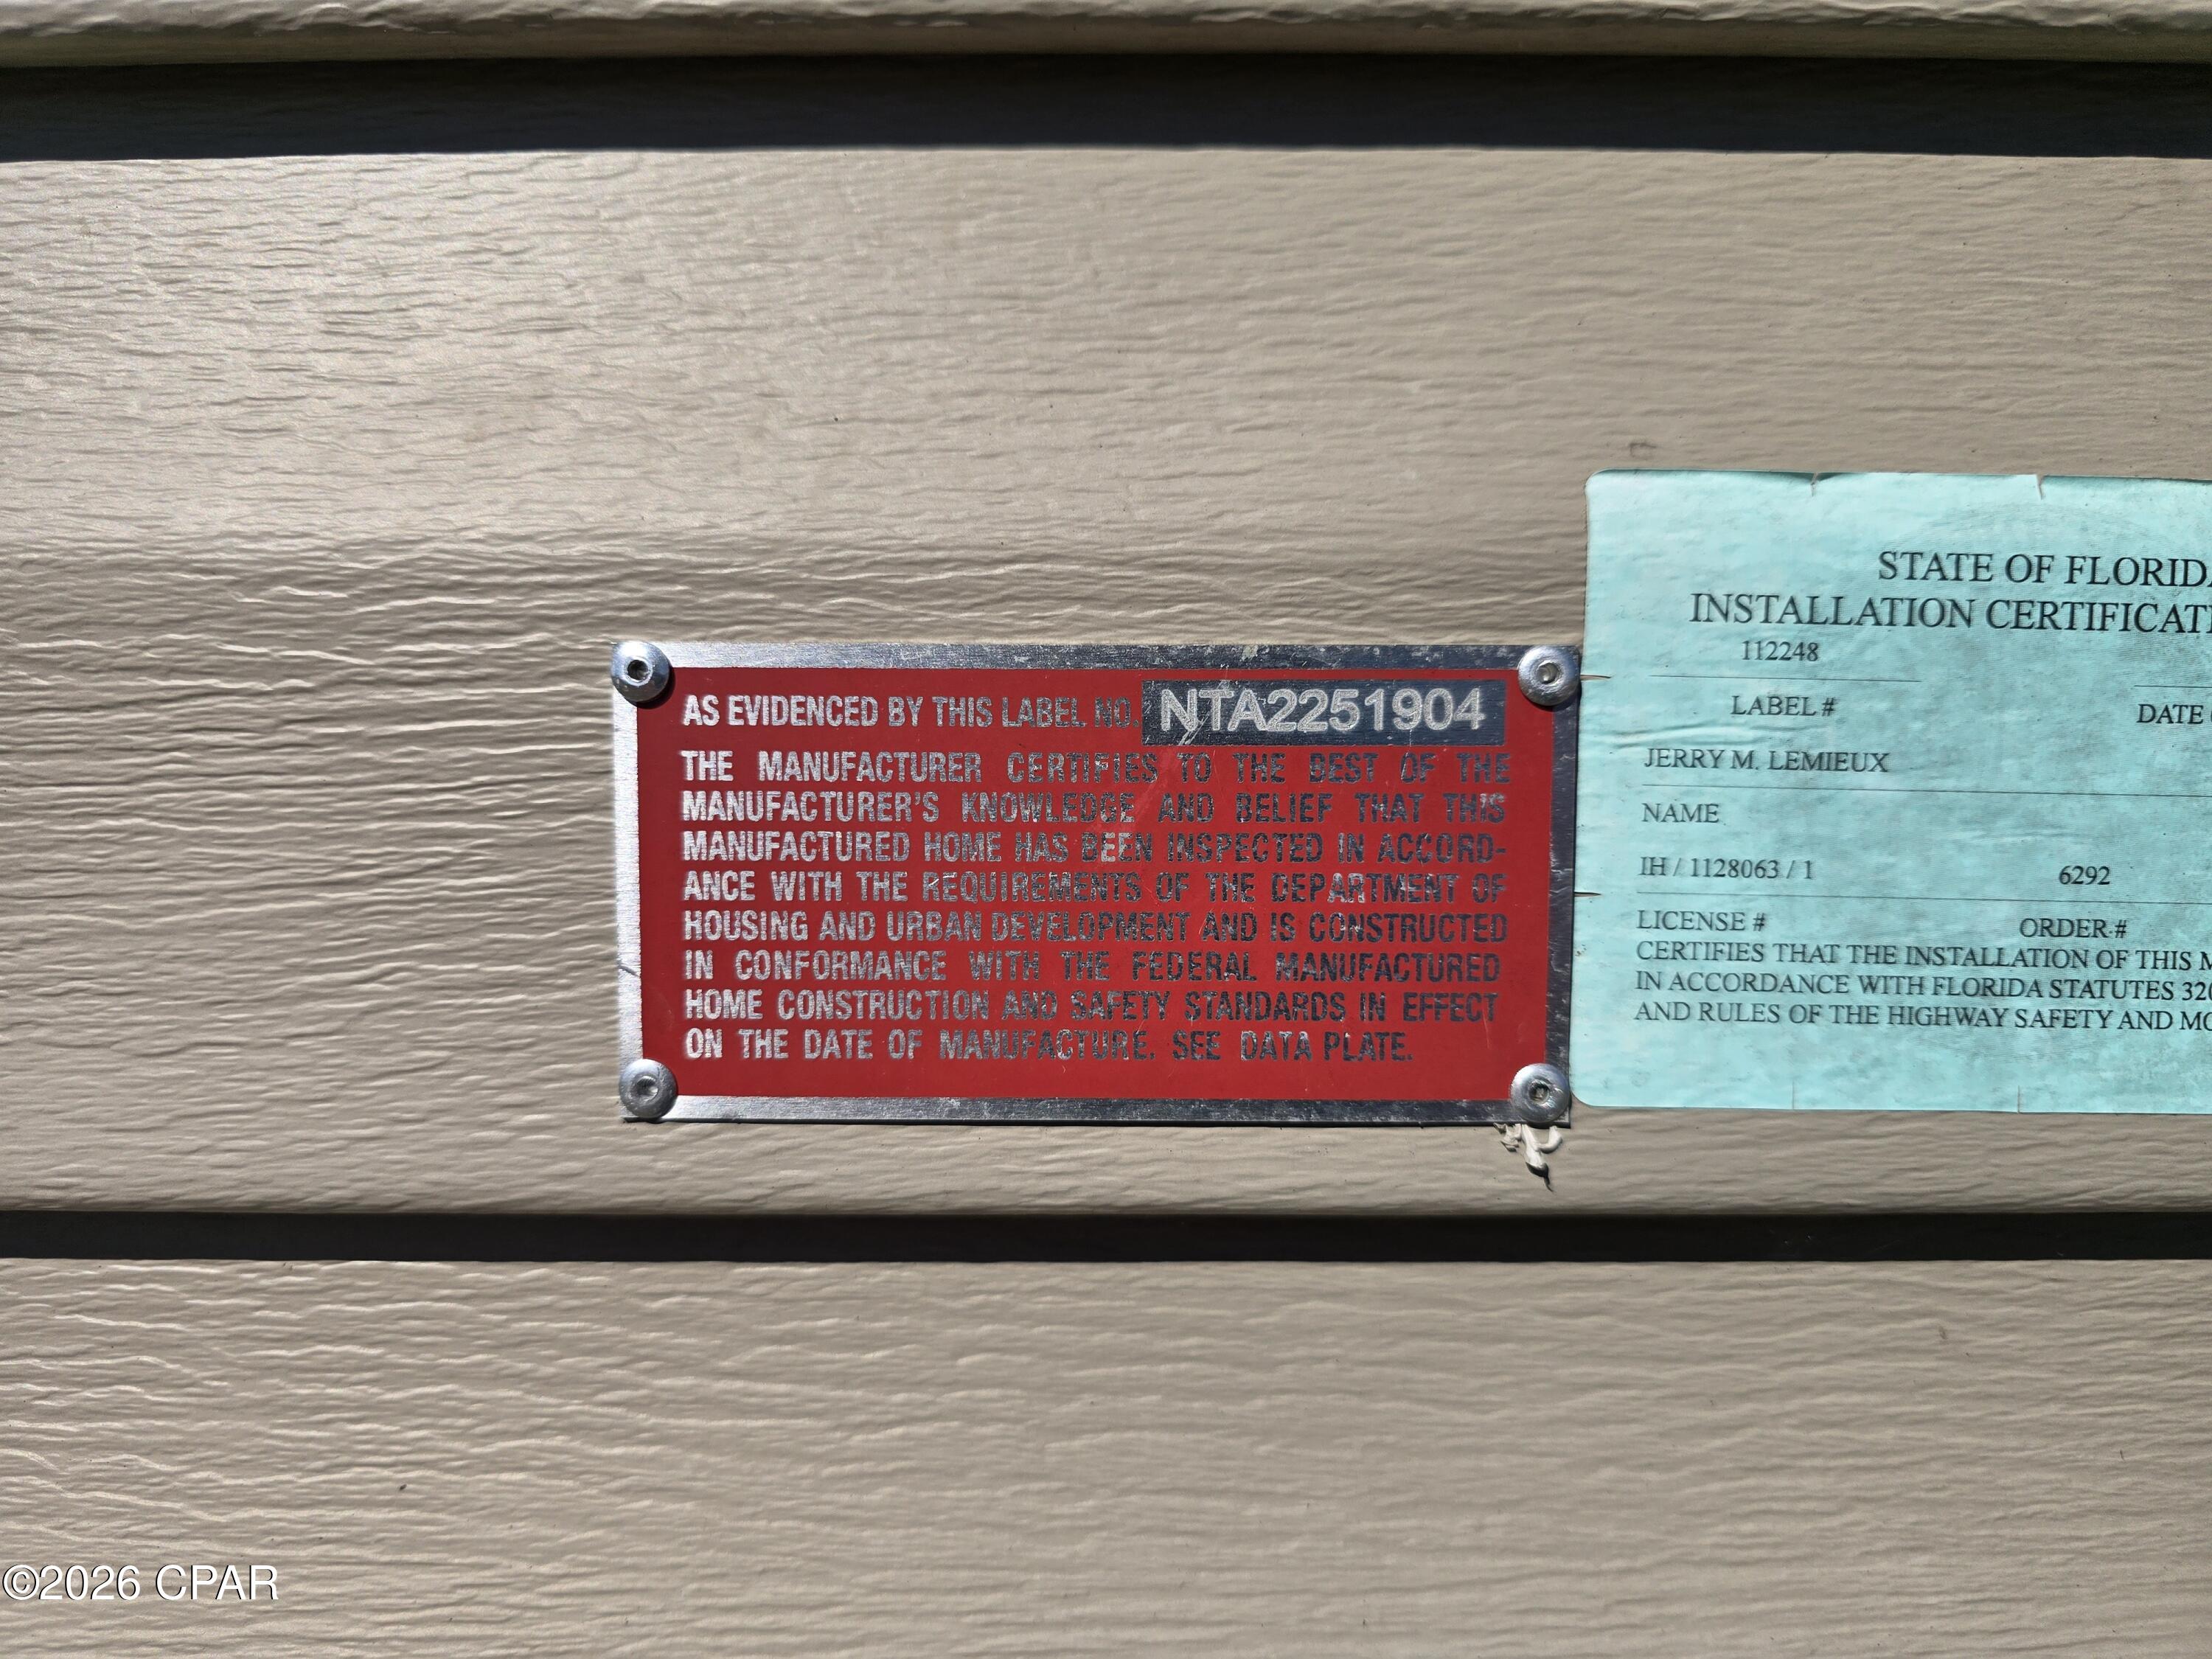 AS EVIDENCED BY THIS LABEL NO. NTA2251904
THE MANUFACTURER CERTIFIES TO THE BEST OF THE
MANUFACTURER'S KNOWLEDGE AND BELIEF THAT THIS
MANUFACTURED HOME HAS BEEN INSPECTED IN ACCORD-
ANCE WITH THE REQUIREMENTS OF THE DEPARTMENT OF
HOUSING AND URBAN DEVELOPMENT AND IS CONSTRUCTED
IN CONFORMANCE WITH THE FEDERAL MANUFACTURED
HOME CONSTRUCTION AND SAFETY STANDARDS IN EFFECT
ON THE DATE OF MANUFACTURE. SEE DATA PLATE.
STATE OF FLORID
INSTALLATION CERTIFICAT
112248
LABEL #
DATE
JERRY M. LEMIEUX
NAME
IH / 1128063 / 1 6292
LICENSE # ORDER #
CERTIFIES THAT THE INSTALLATION OF THIS M
IN ACCORDANCE WITH FLORIDA STATUTES 320
AND RULES OF THE HIGHWAY SAFETY AND MO
©2026 CPAR